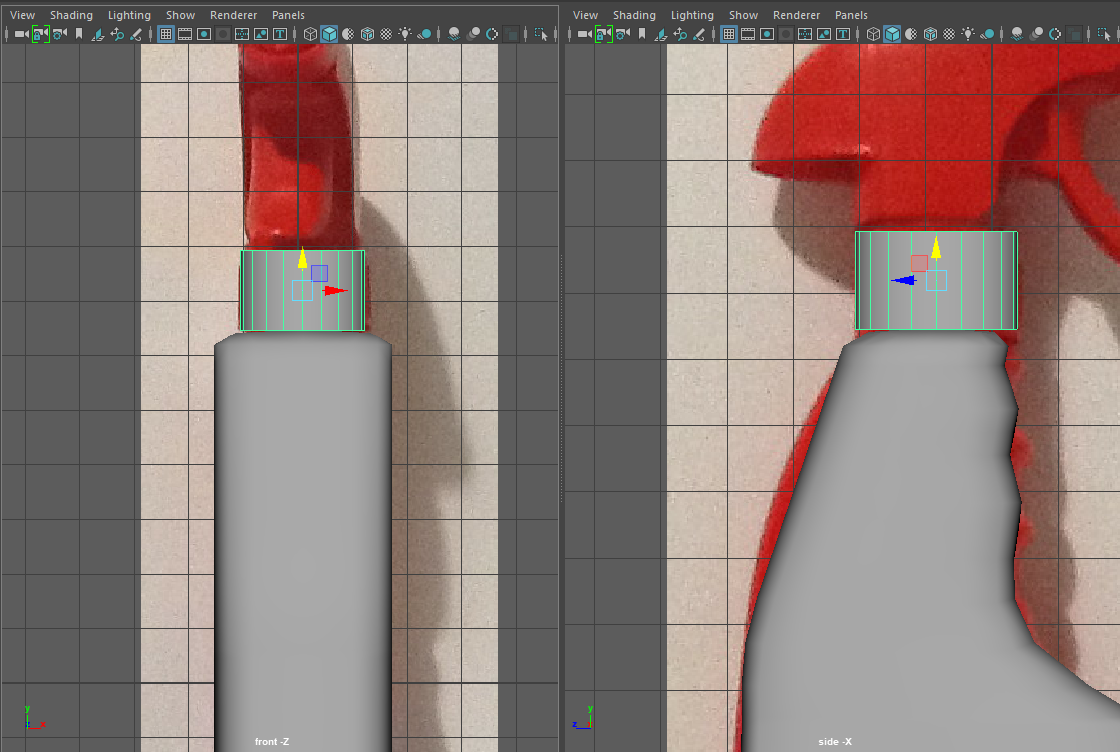 View Shading Lighting Show Renderer Panels
View Shading Lighting Show Renderer Panels
y
z x
front -Z
y
z
side -X